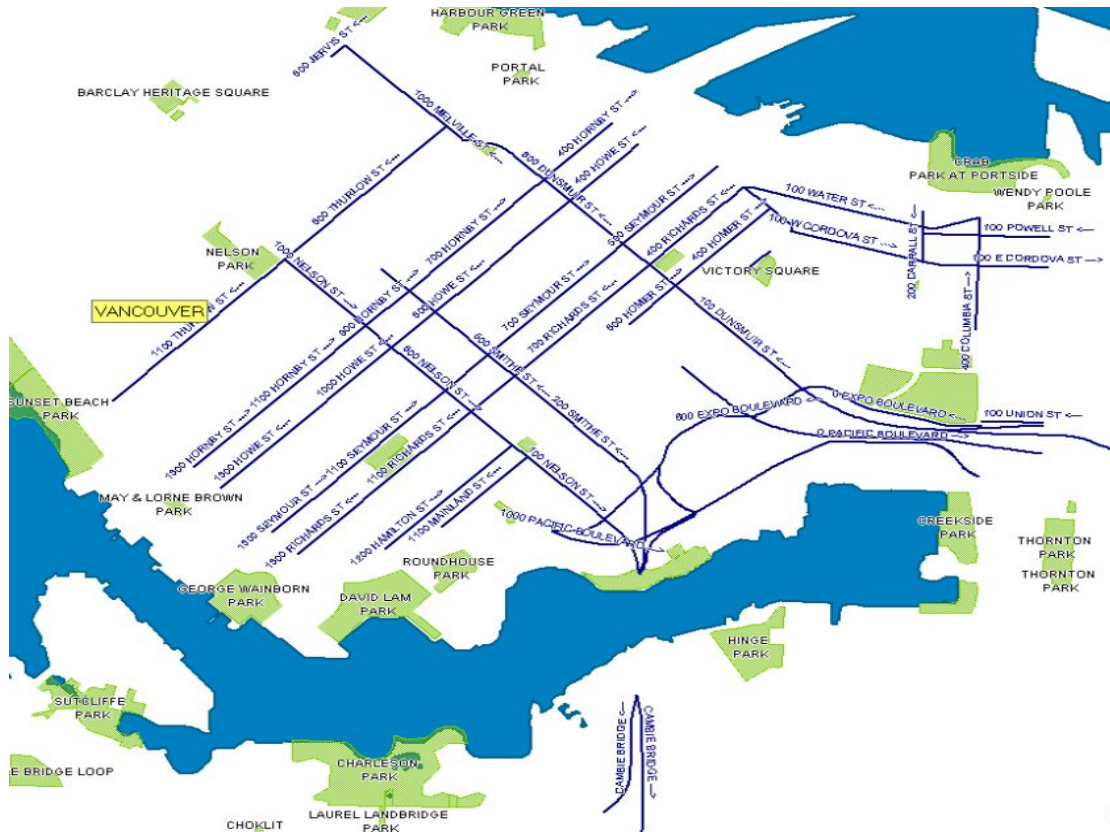 HARBOUR GREEN
PARK
600 JERVIS ST <---
PORTAL
PARK
BARCLAY HERITAGE SQUARE
1000 MELVILLE ST <---
400 HORNBY ST --->
400 HOWE ST <---
800 DUNSMUIR ST <---
CRAB
PARK AT PORTSIDE
WENDY POOLE
PARK
600 THURLOW ST <---
100 WATER ST <---
500 SEYMOUR ST --->
400 RICHARDS ST <---
400 HOMER ST --->
100 W CORDOVA ST --->
200 CARRALL ST <---
100 POWELL ST <---
100 E CORDOVA ST --->
NELSON
PARK
1000 NELSON ST --->
700 HORNBY ST --->
VICTORY SQUARE
VANCOUVER
1100 THURLOW ST <---
900 HORNBY ST --->
600 HOWE ST <---
700 SEYMOUR ST --->
600 HOMER ST --->
100 DUNSMUIR ST <---
400 COLUMBIA ST --->
700 RICHARDS ST <---
500 SMITHE ST <---
800 NELSON ST --->
1100 HORNBY ST --->
1000 HOWE ST <---
SUNSET BEACH
PARK
200 SMITHE ST <---
600 EXPO BOULEVARD <---
0 EXPO BOULEVARD <---
100 UNION ST <---
0 PACIFIC BOULEVARD --->
1300 HORNBY ST --->
1300 HOWE ST <---
1100 SEYMOUR ST --->
1100 RICHARDS ST <---
MAY & LORNE BROWN
PARK
1300 SEYMOUR ST --->
1300 RICHARDS ST <---
1200 HAMILTON ST --->
1100 MAINLAND ST <---
NELSON ST --->
1000 PACIFIC BOULEVARD --->
CREEKSIDE
PARK
THORNTON
PARK
THORNTON
PARK
ROUNDHOUSE
PARK
GEORGE WAINBORN
PARK
DAVID LAM
PARK
HINGE
PARK
SUTCLIFFE
PARK
CAMBIE BRIDGE <---
CAMBIE BRIDGE --->
E BRIDGE LOOP
CHARLESON
PARK
LAUREL LANDBRIDGE
PARK
CHOKLIT